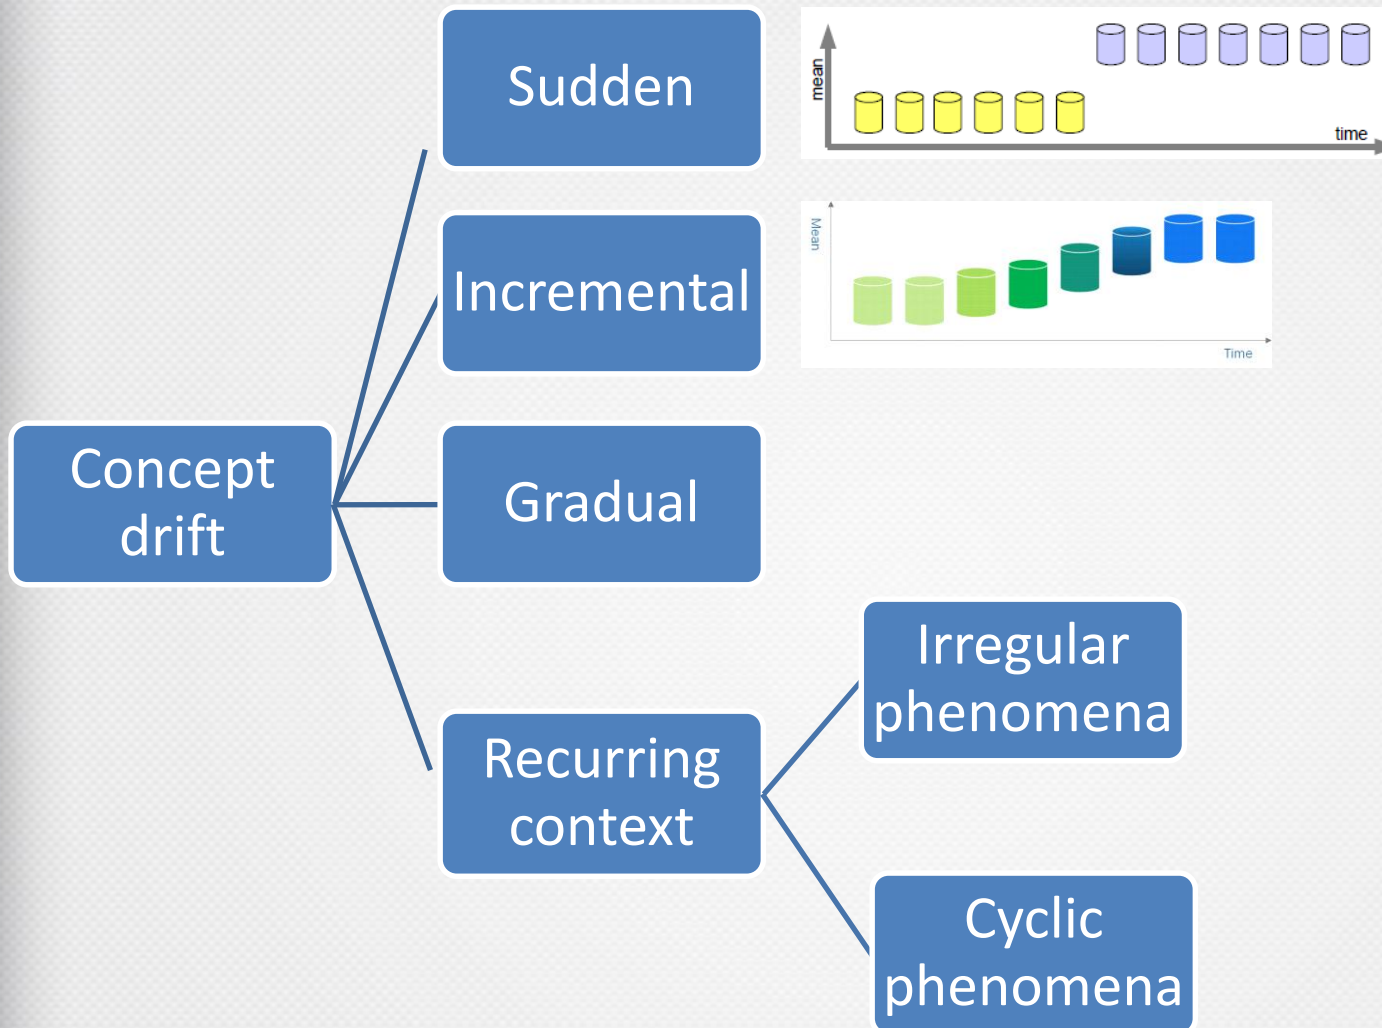 Sudden
mean
time
Incremental
Mean
Time
Concept
drift
Gradual
Irregular
phenomena
Recurring
context
Cyclic
phenomena